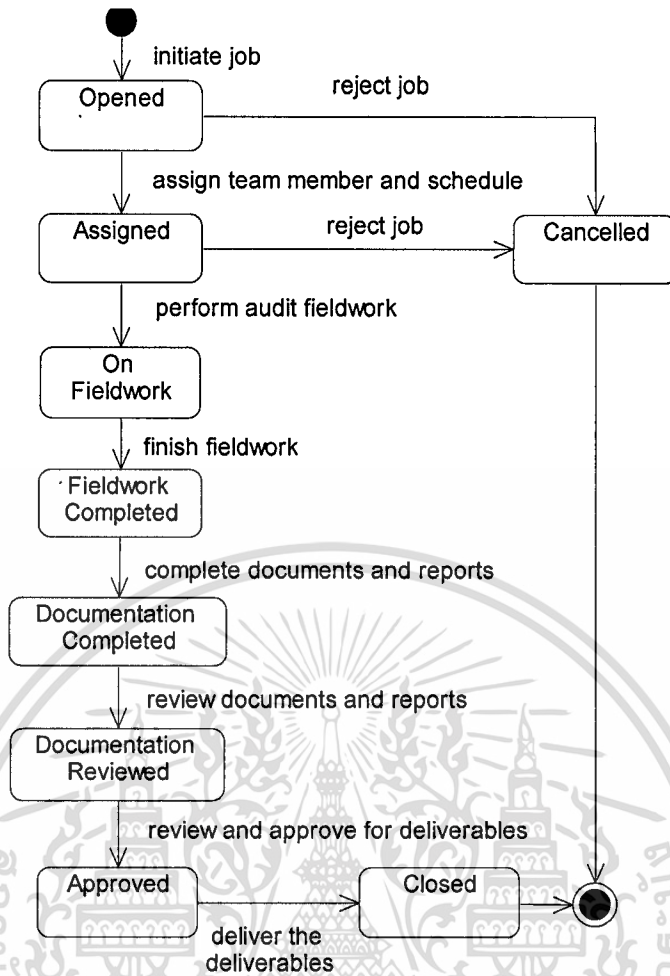 initiate job
Opened
reject job
assign team member and schedule
Assigned
reject job
Cancelled
perform audit fieldwork
On
Fieldwork
finish fieldwork
Fieldwork
Completed
complete documents and reports
Documentation
Completed
review documents and reports
Documentation
Reviewed
review and approve for deliverables
Approved
Closed
deliver the
deliverables